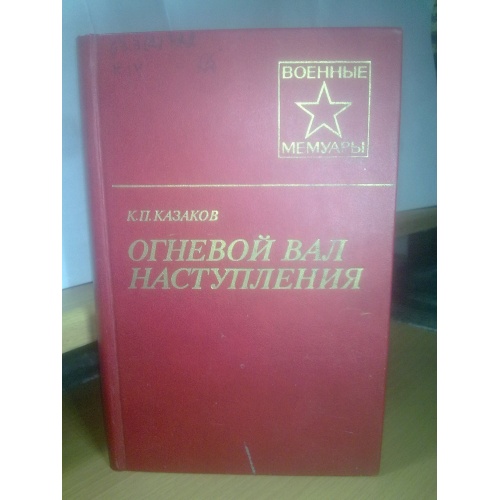 ВОЕННЫЕ
МЕМУАРЫ
К.П.КАЗАКОВ
ОГНЕВОЙ ВАЛ
НАСТУПЛЕНИЯ